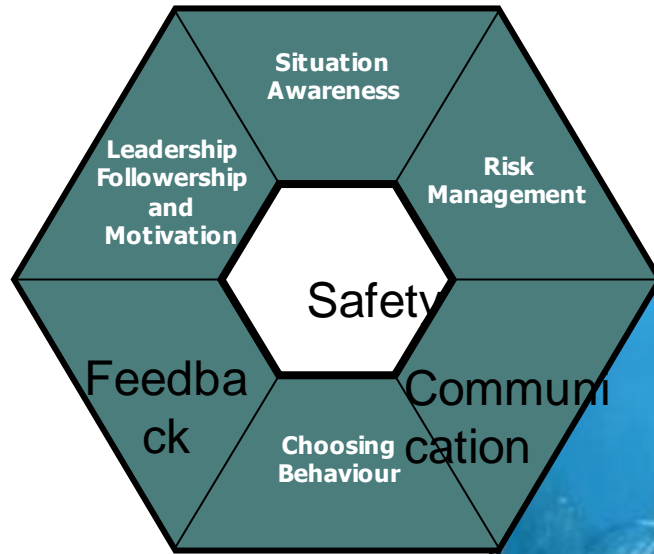 Situation
Awareness
Leadership
Followership
and
Motivation
Risk
Management
Safety
Feedba
ck
Communi
cation
Choosing
Behaviour